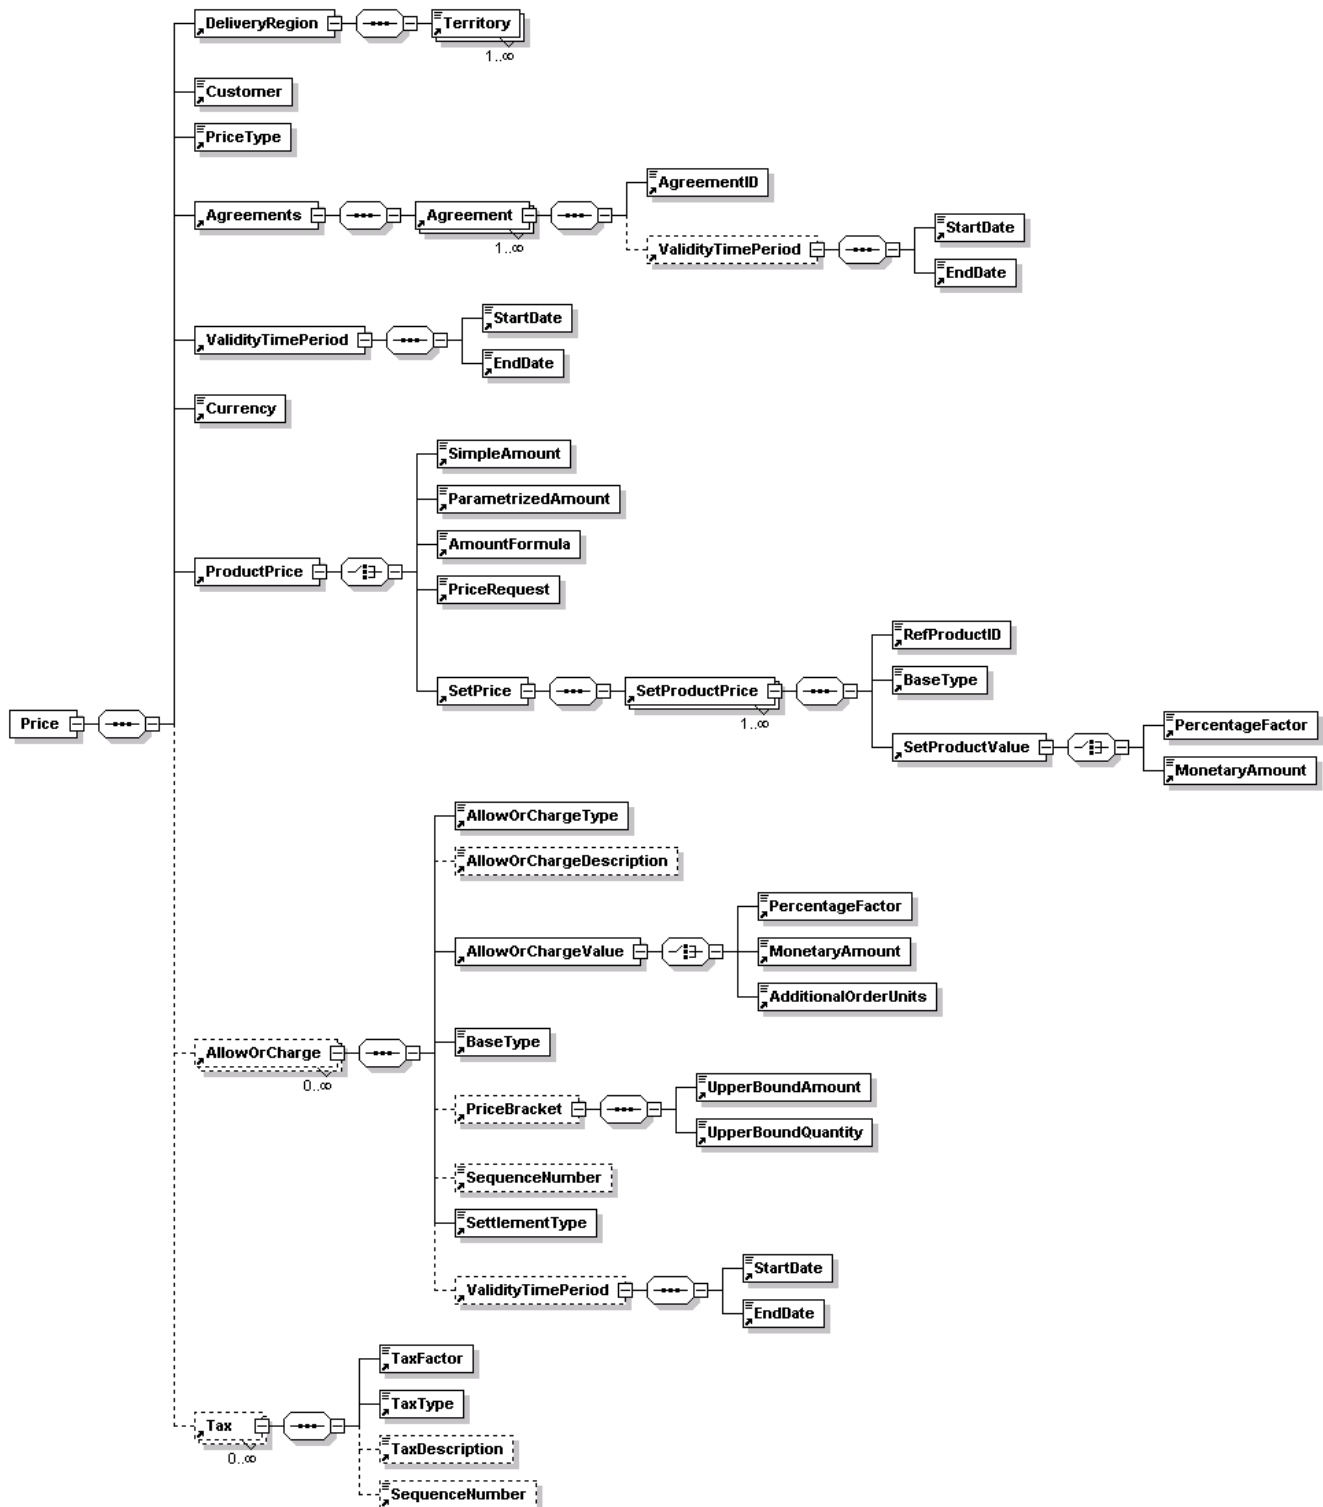 DeliveryRegion
Territory
1..∞
Customer
PriceType
Agreements
Agreement
1..∞
AgreementID
ValidityTimePeriod
StartDate
EndDate
ValidityTimePeriod
StartDate
EndDate
Currency
ProductPrice
SimpleAmount
ParametrizedAmount
AmountFormula
PriceRequest
SetPrice
SetProductPrice
1..∞
RefProductID
BaseType
SetProductValue
PercentageFactor
MonetaryAmount
Price
AllowOrCharge
0..∞
AllowOrChargeType
AllowOrChargeDescription
AllowOrChargeValue
PercentageFactor
MonetaryAmount
AdditionalOrderUnits
BaseType
PriceBracket
UpperBoundAmount
UpperBoundQuantity
SequenceNumber
SettlementType
ValidityTimePeriod
StartDate
EndDate
Tax
0..∞
TaxFactor
TaxType
TaxDescription
SequenceNumber